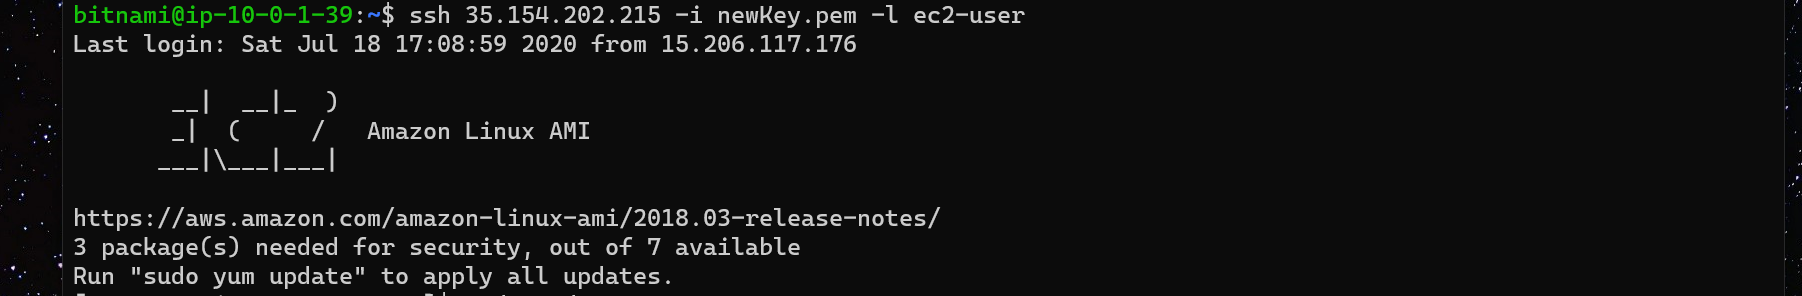 bitnami@ip-10-0-1-39:~$ ssh 35.154.202.215 -i newKey.pem -l ec2-user
Last login: Sat Jul 18 17:08:59 2020 from 15.206.117.176
       __|  __|_  )
       _|  (     /   Amazon Linux AMI
      ___|\___|___|
https://aws.amazon.com/amazon-linux-ami/2018.03-release-notes/
3 package(s) needed for security, out of 7 available
Run "sudo yum update" to apply all updates.